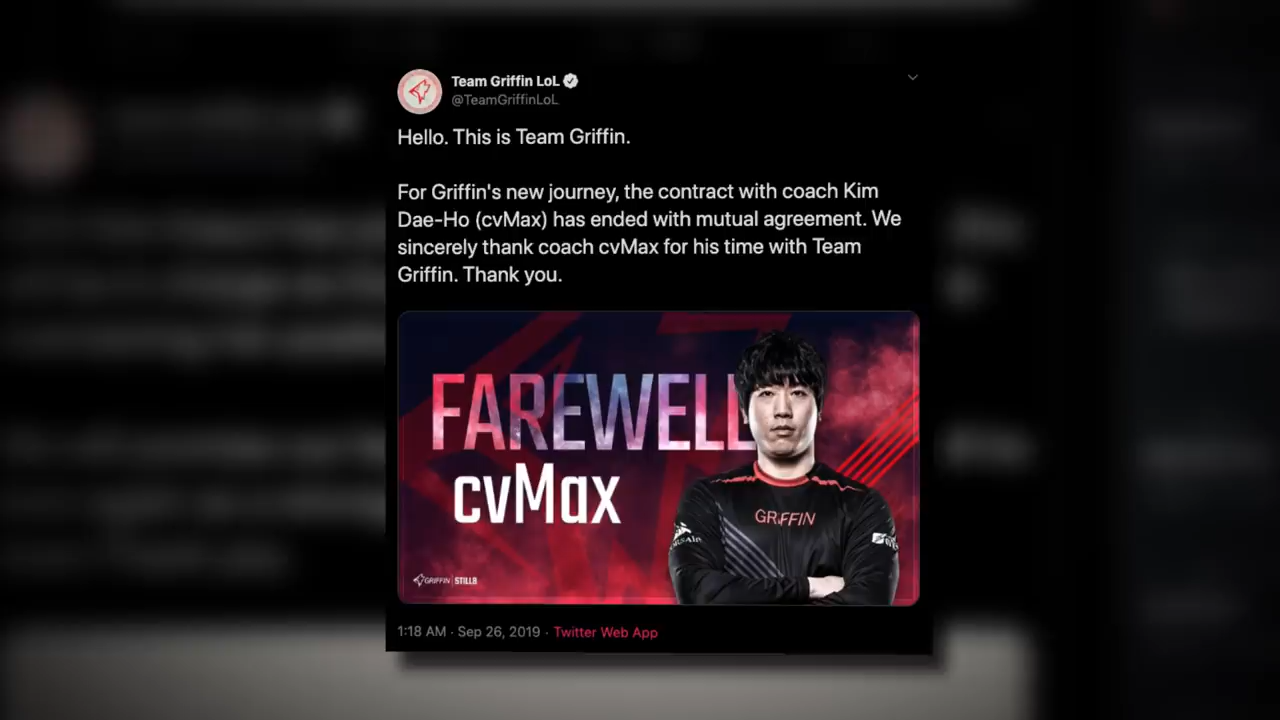 Team Griffin LoL
@TeamGriffinLoL
Hello. This is Team Griffin.
For Griffin's new journey, the contract with coach Kim
Dae-Ho (cvMax) has ended with mutual agreement. We
sincerely thank coach cvMax for his time with Team
Griffin. Thank you.
FAREWELL
cvMax
GRIFFIN
CORSAIR
GRIFFIN | STILL8
1:18 AM · Sep 26, 2019 · Twitter Web App